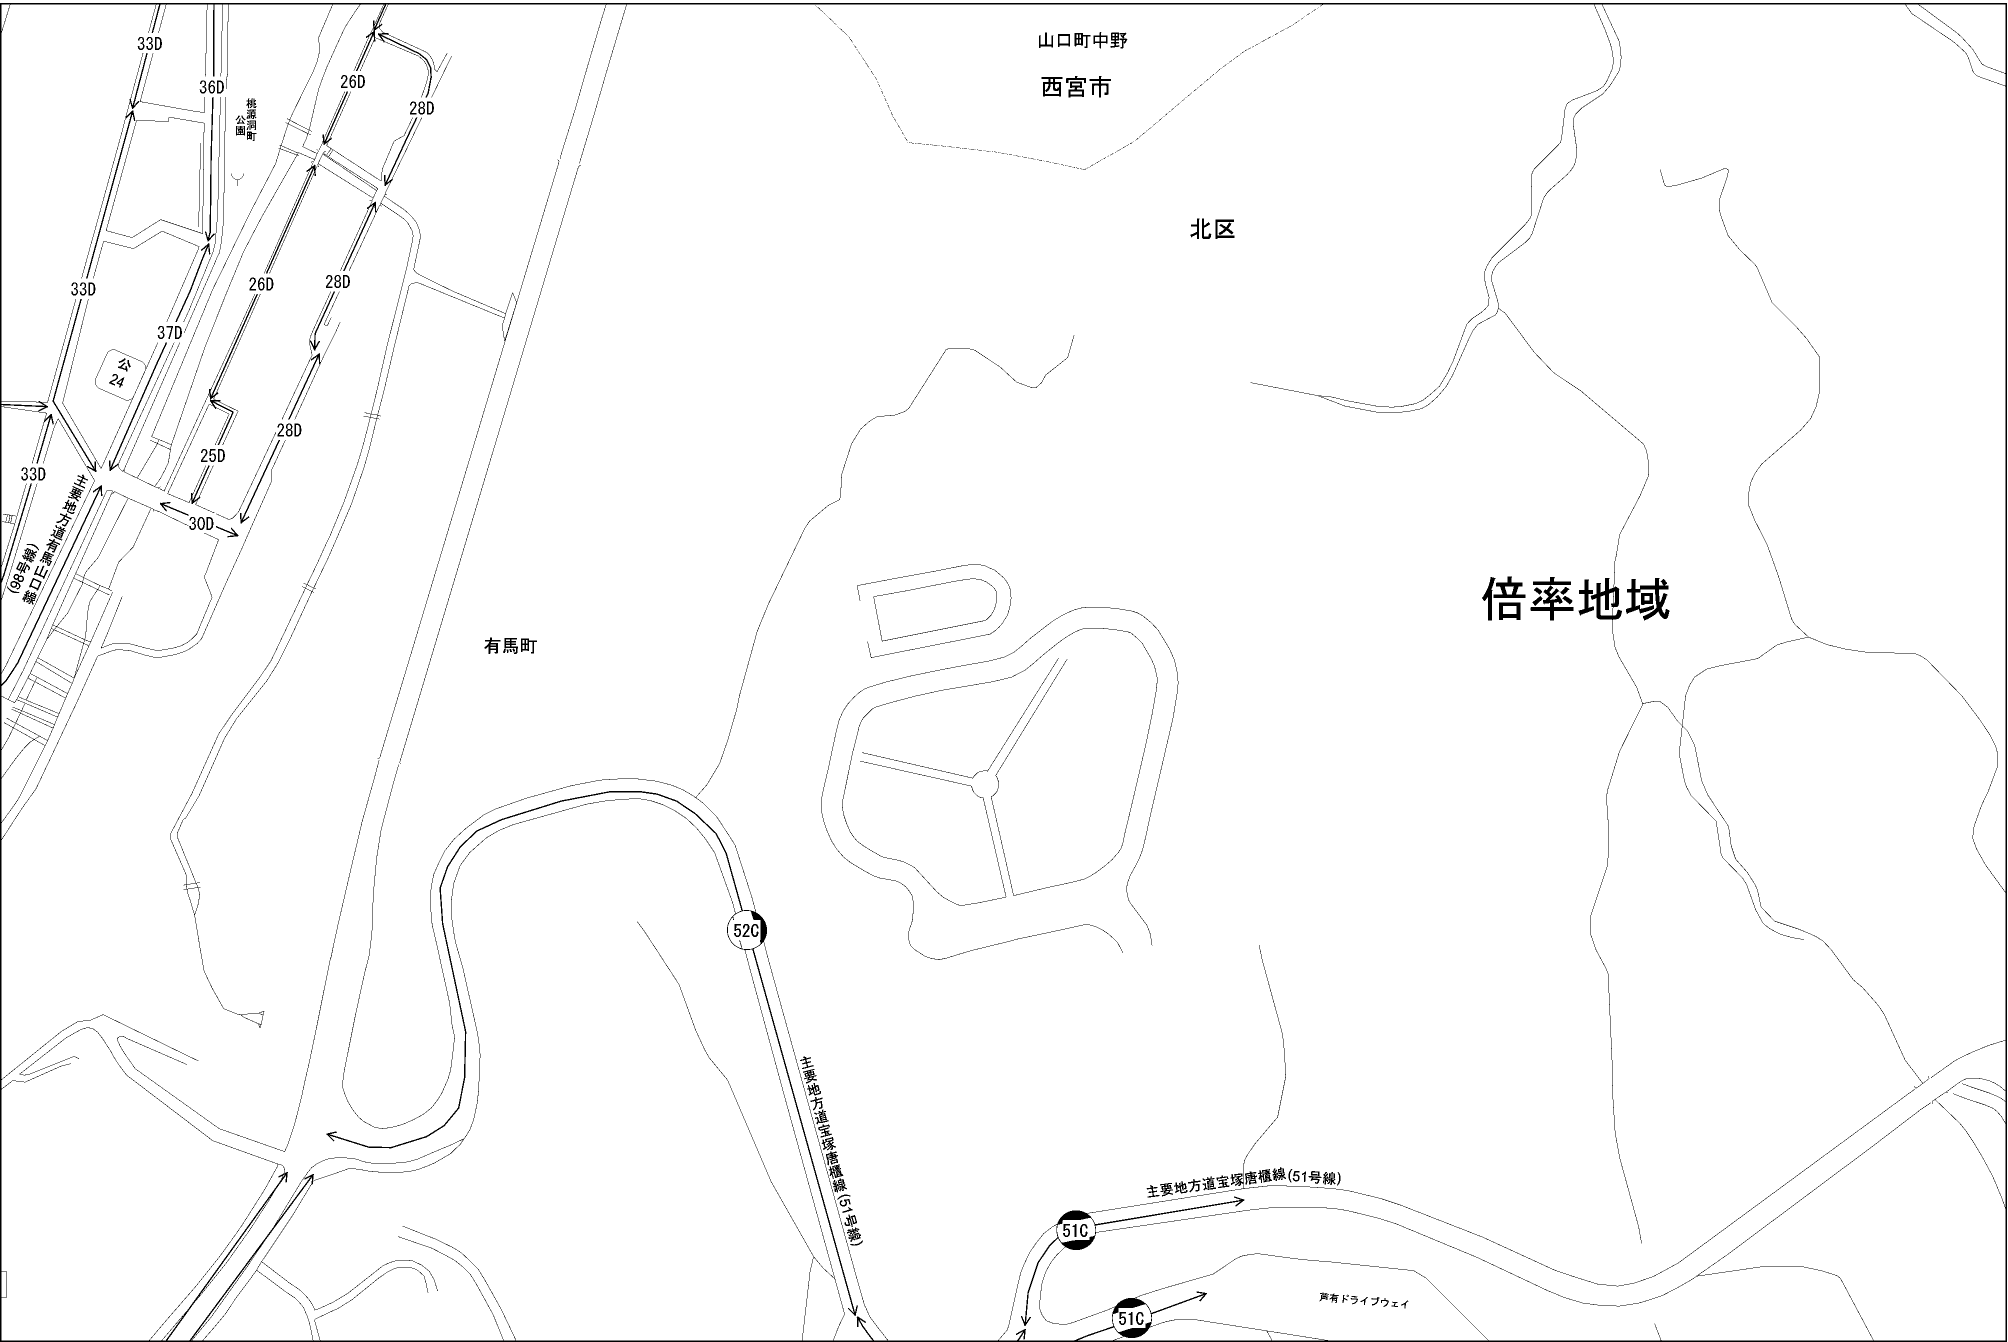 33D
36D
26D
28D
桃源洞町
公園
山口町中野
西宮市
北区
33D
26D
28D
37D
公
24
28D
25D
33D
30D
主要地方道有馬山口線
(98号線)
倍率地域
有馬町
52C
主要地方道宝塚唐櫃線(51号線)
主要地方道宝塚唐櫃線(51号線)
51C
51C
芦有ドライブウェイ